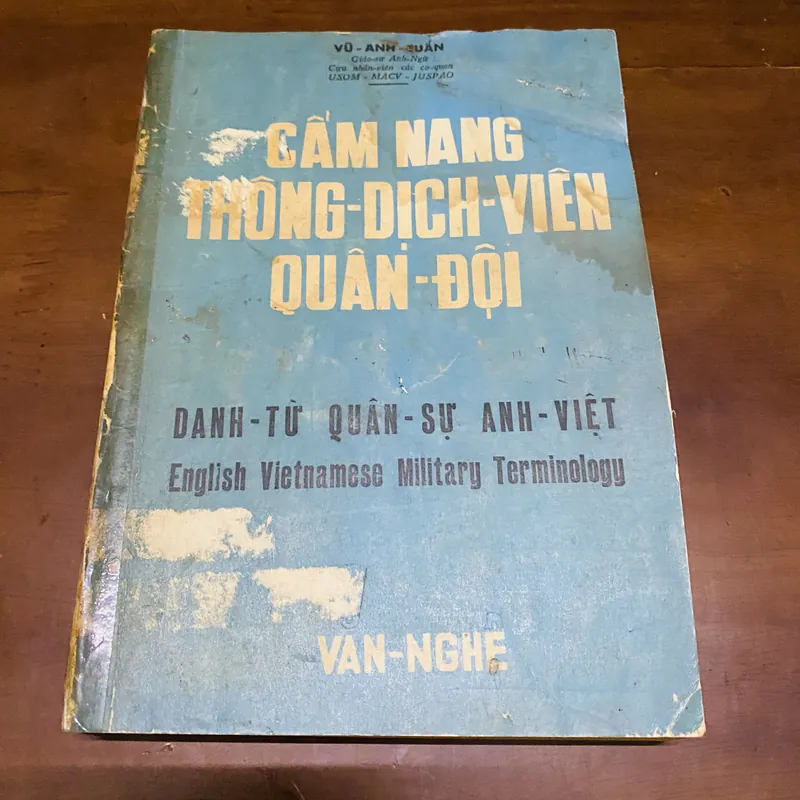 VŨ - ANH - TUẤN
Giáo-sư Anh-Ngữ
Cựu nhân-viên các cơ-quan
USOM - MACV - JUSPAO
CẨM NANG
THÔNG-DỊCH-VIÊN
QUÂN-ĐỘI
DANH-TỪ QUÂN-SỰ ANH-VIỆT
English Vietnamese Military Terminology
VAN-NGHE